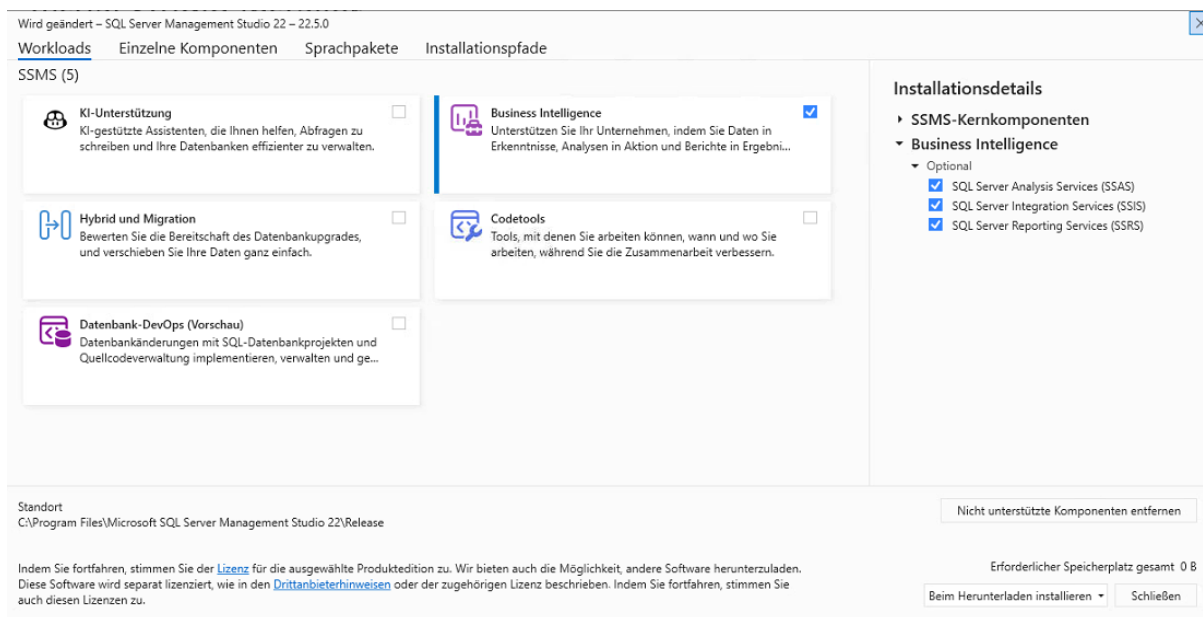 Wird geändert – SQL Server Management Studio 22 – 22.5.0
Workloads Einzelne Komponenten Sprachpakete Installationspfade
SSMS (5)
KI-Unterstützung
KI-gestützte Assistenten, die Ihnen helfen, Abfragen zu
schreiben und Ihre Datenbanken effizienter zu verwalten.
Business Intelligence
Unterstützen Sie Ihr Unternehmen, indem Sie Daten in
Erkenntnisse, Analysen in Aktion und Berichte in Ergebni...
Hybrid und Migration
Bewerten Sie die Bereitschaft des Datenbankupgrades,
und verschieben Sie Ihre Daten ganz einfach.
Codetools
Tools, mit denen Sie arbeiten können, wann und wo Sie
arbeiten, während Sie die Zusammenarbeit verbessern.
Datenbank-DevOps (Vorschau)
Datenbankänderungen mit SQL-Datenbankprojekten und
Quellcodeverwaltung implementieren, verwalten und ge...
Installationsdetails
SSMS-Kernkomponenten
Business Intelligence
Optional
SQL Server Analysis Services (SSAS)
SQL Server Integration Services (SSIS)
SQL Server Reporting Services (SSRS)
Standort
C:\Program Files\Microsoft SQL Server Management Studio 22\Release
Nicht unterstützte Komponenten entfernen
Indem Sie fortfahren, stimmen Sie der Lizenz für die ausgewählte Produktedition zu. Wir bieten auch die Möglichkeit, andere Software herunterzuladen.
Diese Software wird separat lizenziert, wie in den Drittanbieterhinweisen oder der zugehörigen Lizenz beschrieben. Indem Sie fortfahren, stimmen Sie
auch diesen Lizenzen zu.
Erforderlicher Speicherplatz gesamt 0 B
Beim Herunterladen installieren
Schließen